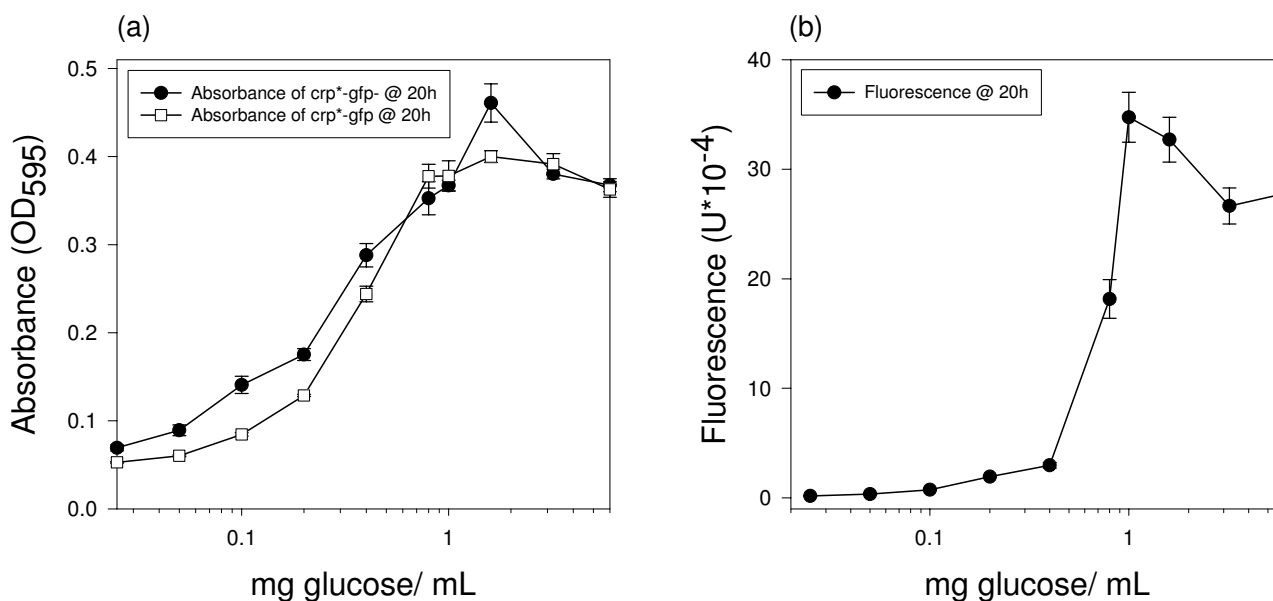 (a)
Absorbance (OD595)
0.5
0.4
0.3
0.2
0.1
0.0
Absorbance of crp*-gfp- @ 20h
Absorbance of crp*-gfp @ 20h
0.1 1
mg glucose/ mL
(b)
Fluorescence (U*10-4)
40
30
20
10
0
Fluorescence @ 20h
0.1 1
mg glucose/ mL